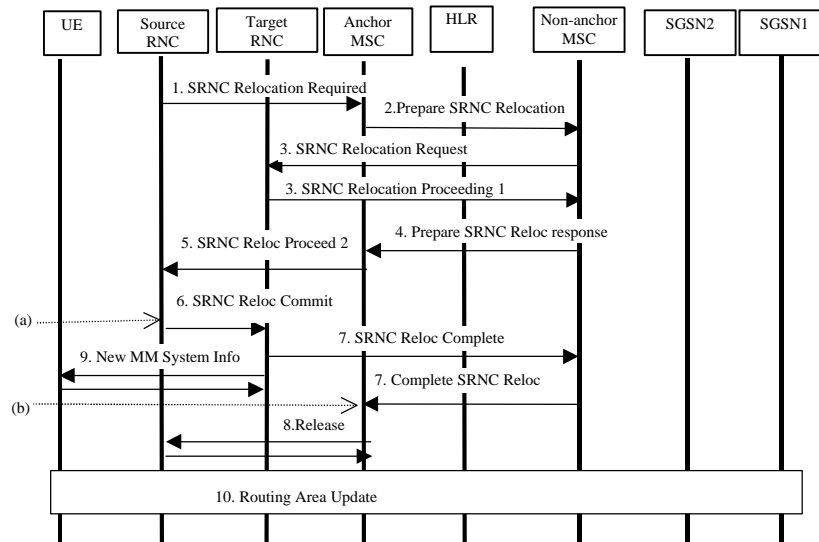 UE
Source
RNC
Target
RNC
Anchor
MSC
HLR
Non-anchor
MSC
SGSN2
SGSN1
1. SRNC Relocation Required
2.Prepare SRNC Relocation
3. SRNC Relocation Request
3. SRNC Relocation Proceeding 1
4. Prepare SRNC Reloc response
5. SRNC Reloc Proceed 2
6. SRNC Reloc Commit
(a)
7. SRNC Reloc Complete
9. New MM System Info
7. Complete SRNC Reloc
(b)
8.Release
10. Routing Area Update